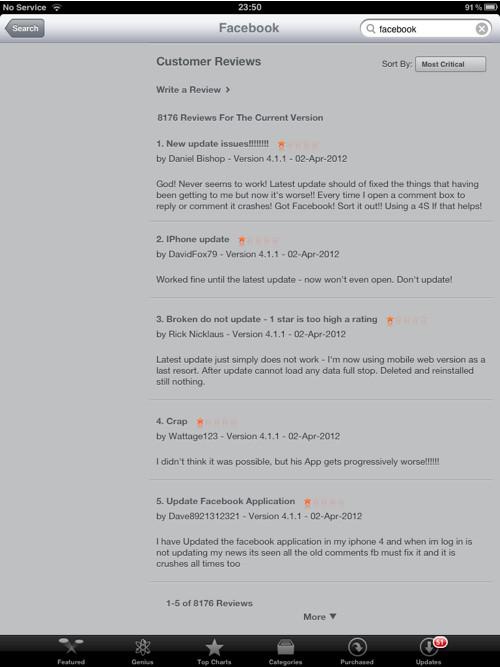 No Service 23:50 91 %
Search Facebook facebook
Customer Reviews Sort By: Most Critical
Write a Review
8176 Reviews For The Current Version
1. New update issues!!!!!!!!
by Daniel Bishop - Version 4.1.1 - 02-Apr-2012
God! Never seems to work! Latest update should of fixed the things that having
been getting to me but now it's worse!! Every time I open a comment box to
reply or comment it crashes! Got Facebook! Sort it out!! Using a 4S If that helps!
2. IPhone update
by DavidFox79 - Version 4.1.1 - 02-Apr-2012
Worked fine until the latest update - now won't even open. Don't update!
3. Broken do not update - 1 star is too high a rating
by Rick Nicklaus - Version 4.1.1 - 02-Apr-2012
Latest update just simply does not work - I'm now using mobile web version as a
last resort. After update cannot load any data full stop. Deleted and reinstalled
still nothing.
4. Crap
by Wattage123 - Version 4.1.1 - 02-Apr-2012
I didn't think it was possible, but his App gets progressively worse!!!!!!
5. Update Facebook Application
by Dave8921312321 - Version 4.1.1 - 02-Apr-2012
I have Updated the facebook application in my iphone 4 and when im log in is
not updating my news its seen all the old comments fb must fix it and it is
crushes all times too
1-5 of 8176 Reviews
More
51
Featured Genius Top Charts Categories Purchased Updates